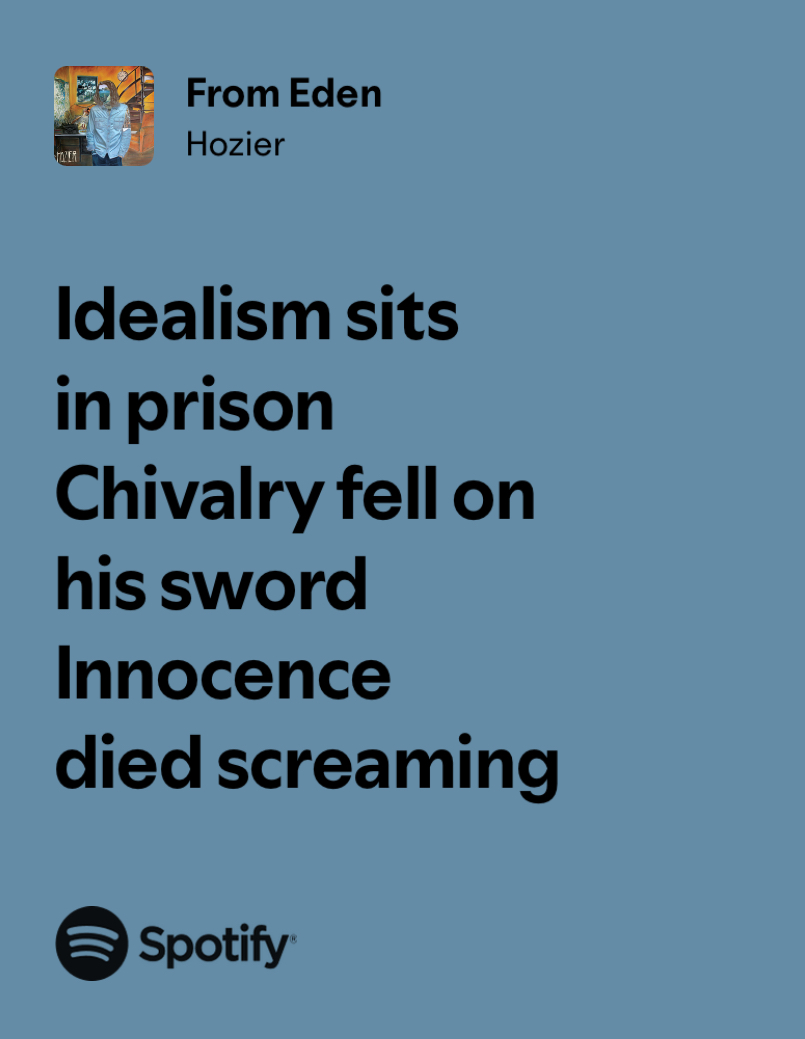 From Eden
Hozier
HOZIER
Idealism sits
in prison
Chivalry fell on
his sword
Innocence
died screaming
Spotify®